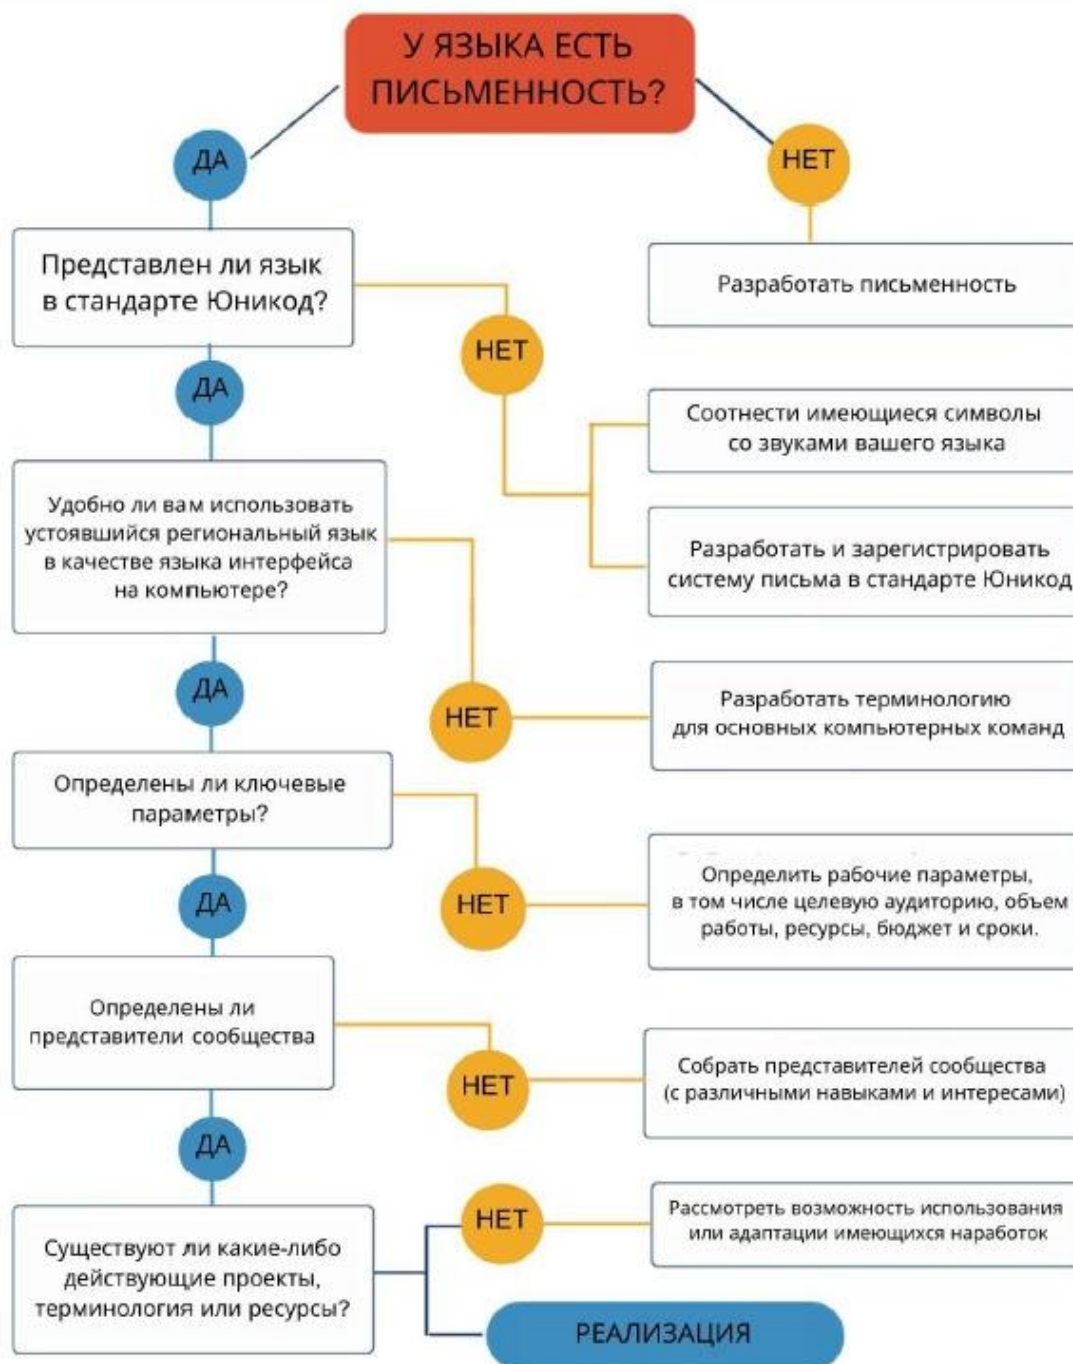 У ЯЗЫКА ЕСТЬ
ПИСЬМЕННОСТЬ?
ДА
НЕТ
Представлен ли язык
в стандарте Юникод?
Разработать письменность
НЕТ
ДА
Соотнести имеющиеся символы
со звуками вашего языка
Удобно ли вам использовать
устоявшийся региональный язык
в качестве языка интерфейса
на компьютере?
Разработать и зарегистрировать
систему письма в стандарте Юникод
ДА
НЕТ
Разработать терминологию
для основных компьютерных команд
Определены ли ключевые
параметры?
ДА
НЕТ
Определить рабочие параметры,
в том числе целевую аудиторию, объем
работы, ресурсы, бюджет и сроки.
Определены ли
представители сообщества
НЕТ
Собрать представителей сообщества
(с различными навыками и интересами)
ДА
Существуют ли какие-либо
действующие проекты,
терминология или ресурсы?
НЕТ
Рассмотреть возможность использования
или адаптации имеющихся наработок
РЕАЛИЗАЦИЯ